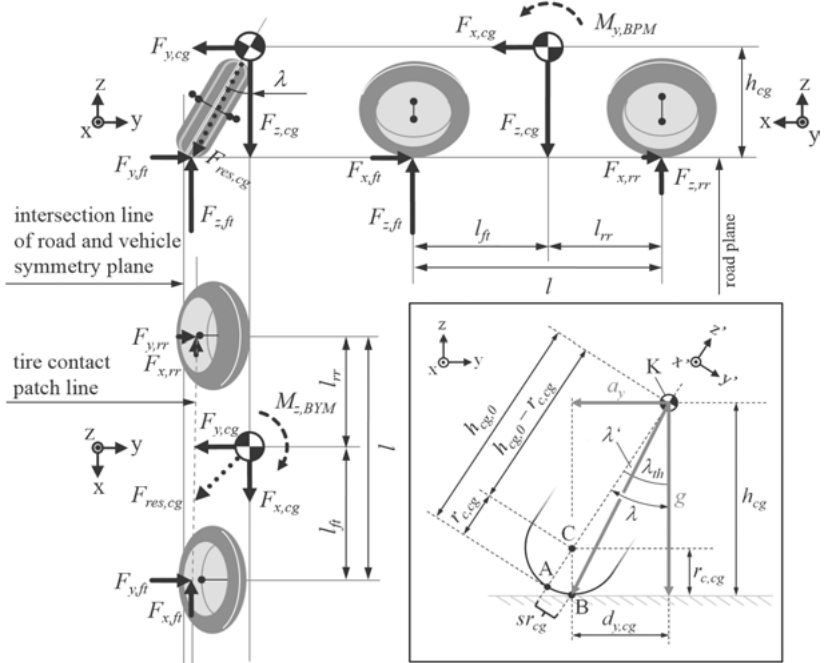 F_{y,cg}
λ
F_{z,cg}
z
x
y
F_{y,ft}
F_{res,cg}
F_{z,ft}
F_{x,cg}
M_{y,BPM}
h_{cg}
F_{z,cg}
z
x
y
F_{x,ft}
F_{z,ft}
F_{x,rr}
F_{z,rr}
l_{ft}
l_{rr}
l
road plane
intersection line
of road and vehicle
symmetry plane
F_{y,rr}
F_{x,rr}
tire contact
patch line
l_{rr}
l
F_{y,cg}
M_{z,BYM}
z
y
x
F_{res,cg}
F_{x,cg}
l_{ft}
F_{y,ft}
F_{x,ft}
z
x
y
z'
x'
y'
K
a_y
h_{cg,0}
h_{cg,0} − r_{c,cg}
r_{c,cg}
λ'
λ_{th}
λ
g
h_{cg}
C
A
B
r_{c,cg}
sr_{cg}
d_{y,cg}